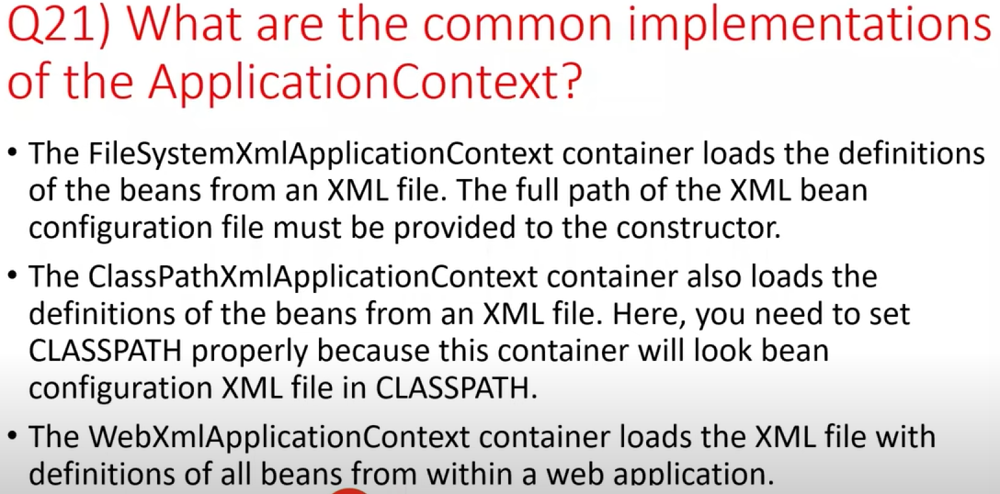 Q21) What are the common implementations
of the ApplicationContext?
• The FileSystemXmlApplicationContext container loads the definitions
of the beans from an XML file. The full path of the XML bean
configuration file must be provided to the constructor.
• The ClassPathXmlApplicationContext container also loads the
definitions of the beans from an XML file. Here, you need to set
CLASSPATH properly because this container will look bean
configuration XML file in CLASSPATH.
• The WebXmlApplicationContext container loads the XML file with
definitions of all beans from within a web application.